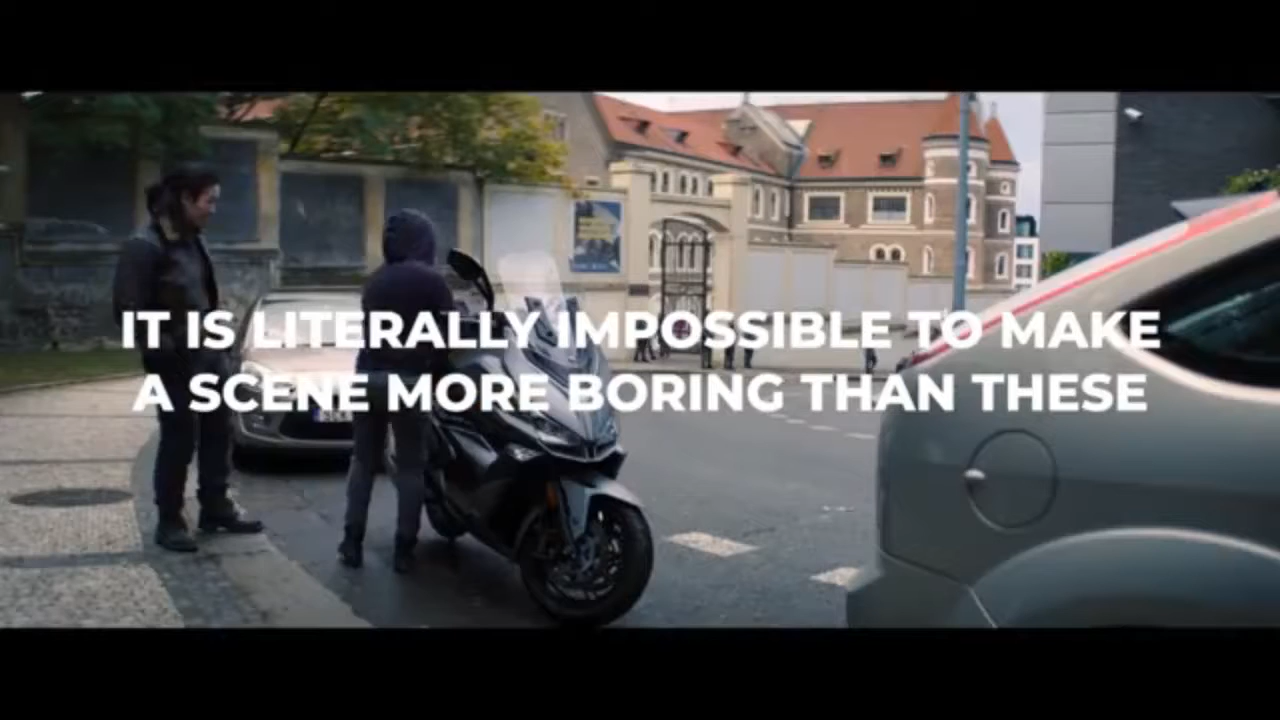 IT IS LITERALLY IMPOSSIBLE TO MAKE
A SCENE MORE BORING THAN THESE